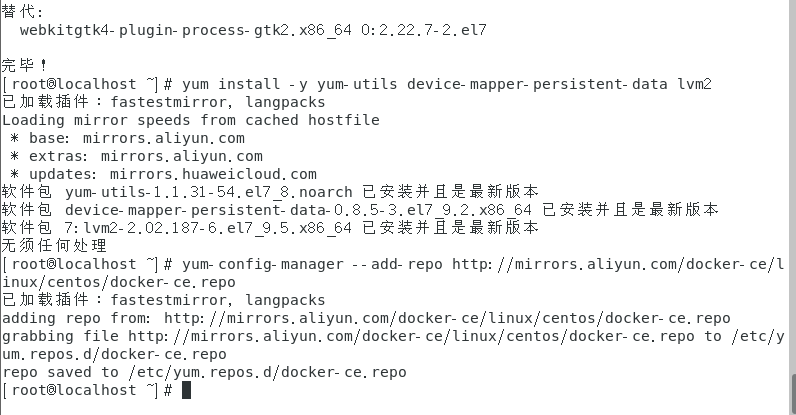 替代:
webkitgtk4-plugin-process-gtk2.x86_64 0:2.22.7-2.el7
完毕！
[root@localhost ~]# yum install -y yum-utils device-mapper-persistent-data lvm2
已加载插件：fastestmirror, langpacks
Loading mirror speeds from cached hostfile
* base: mirrors.aliyun.com
* extras: mirrors.aliyun.com
* updates: mirrors.huaweicloud.com
软件包 yum-utils-1.1.31-54.el7_8.noarch 已安装并且是最新版本
软件包 device-mapper-persistent-data-0.8.5-3.el7_9.2.x86_64 已安装并且是最新版本
软件包 7:lvm2-2.02.187-6.el7_9.5.x86_64 已安装并且是最新版本
无须任何处理
[root@localhost ~]# yum-config-manager --add-repo http://mirrors.aliyun.com/docker-ce/l
inux/centos/docker-ce.repo
已加载插件：fastestmirror, langpacks
adding repo from: http://mirrors.aliyun.com/docker-ce/linux/centos/docker-ce.repo
grabbing file http://mirrors.aliyun.com/docker-ce/linux/centos/docker-ce.repo to /etc/y
um.repos.d/docker-ce.repo
repo saved to /etc/yum.repos.d/docker-ce.repo
[root@localhost ~]#